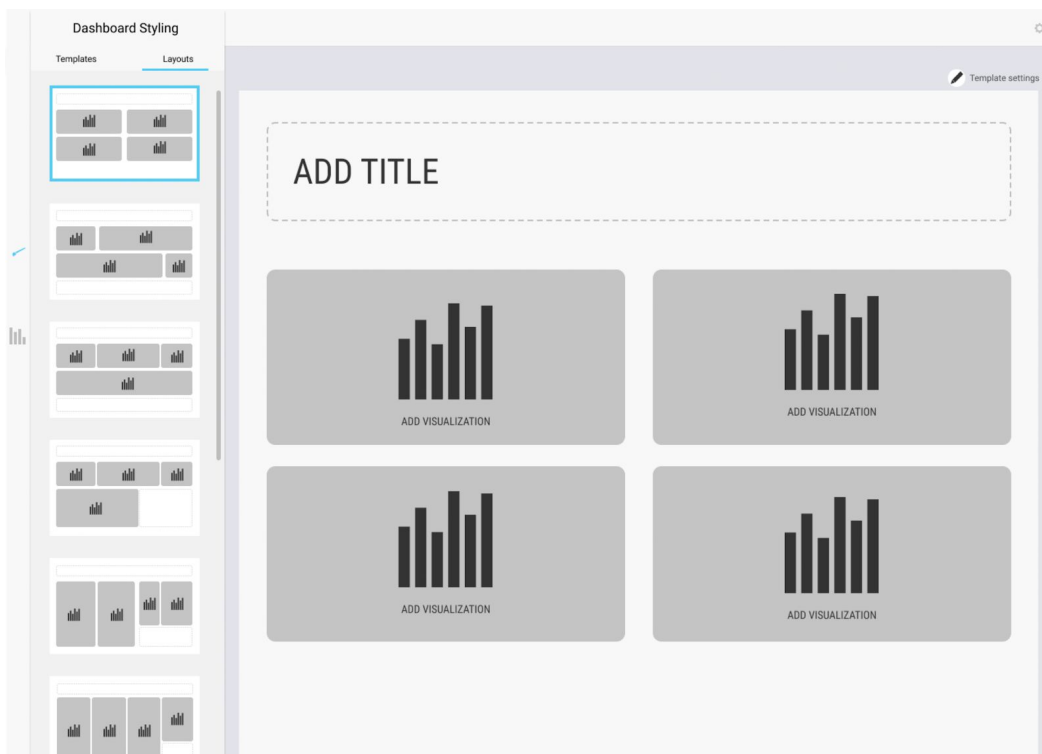 Dashboard Styling
Templates
Layouts
Template settings
ADD TITLE
ADD VISUALIZATION
ADD VISUALIZATION
ADD VISUALIZATION
ADD VISUALIZATION